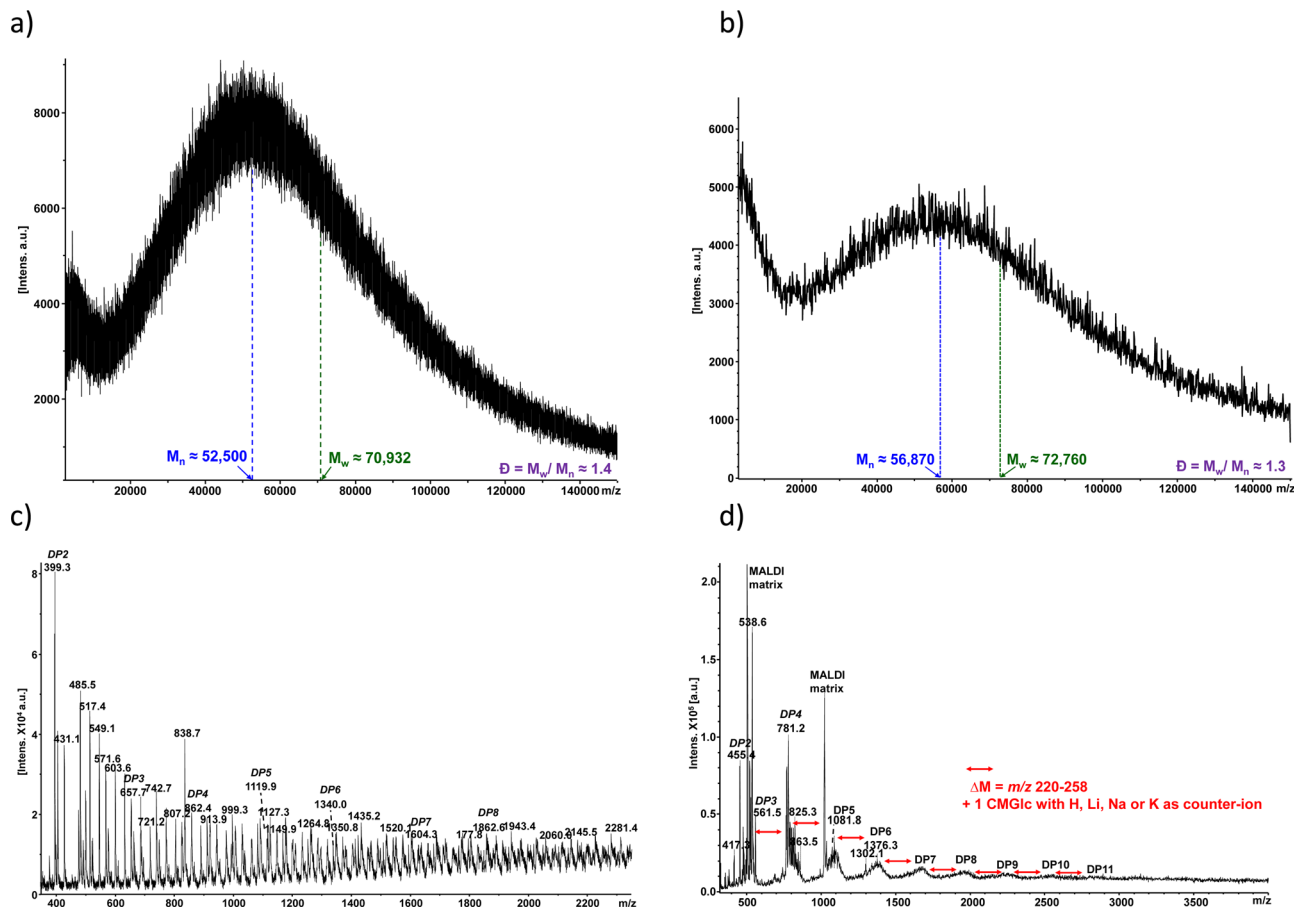 a)
[Intens. a.u.]
8000
6000
4000
2000
Mn ≈ 52,500
Mw ≈ 70,932
Đ = Mw/ Mn ≈ 1.4
20000
40000
60000
80000
100000
120000
140000 m/z
b)
[Intens. a.u.]
6000
5000
4000
3000
2000
1000
0
Mn ≈ 56,870
Mw ≈ 72,760
Đ = Mw/ Mn ≈ 1.3
20000
40000
60000
80000
100000
120000
140000 m/z
c)
[Intens. X10⁴ a.u.]
8
6
4
2
0
DP2
399.3
431.1
485.5
517.4
549.1
571.6
603.6
DP3
657.7
721.2
742.7
807.2
838.7
DP4
862.4
913.9
999.3
DP5
1119.9
1127.3
1149.9
1264.8
DP6
1340.0
1350.8
1435.2
1520.1
DP7
1604.3
177.8
DP8
1862.6
1943.4
2060.0
2145.5
2281.4
400
600
800
1000
1200
1400
1600
1800
2000
2200
m/z
d)
Intens. X10⁵ [a.u.]
2.0
1.5
1.0
0.5
0.0
MALDI
matrix
538.6
MALDI
matrix
DP2
455.4
417.3
DP3
561.5
DP4
781.2
825.3
863.5
DP5
1081.8
DP6
1376.3
1302.1
DP7
DP8
DP9
DP10
DP11
ΔM = m/z 220-258
+ 1 CMGlc with H, Li, Na or K as counter-ion
500
1000
1500
2000
2500
3000
3500
m/z